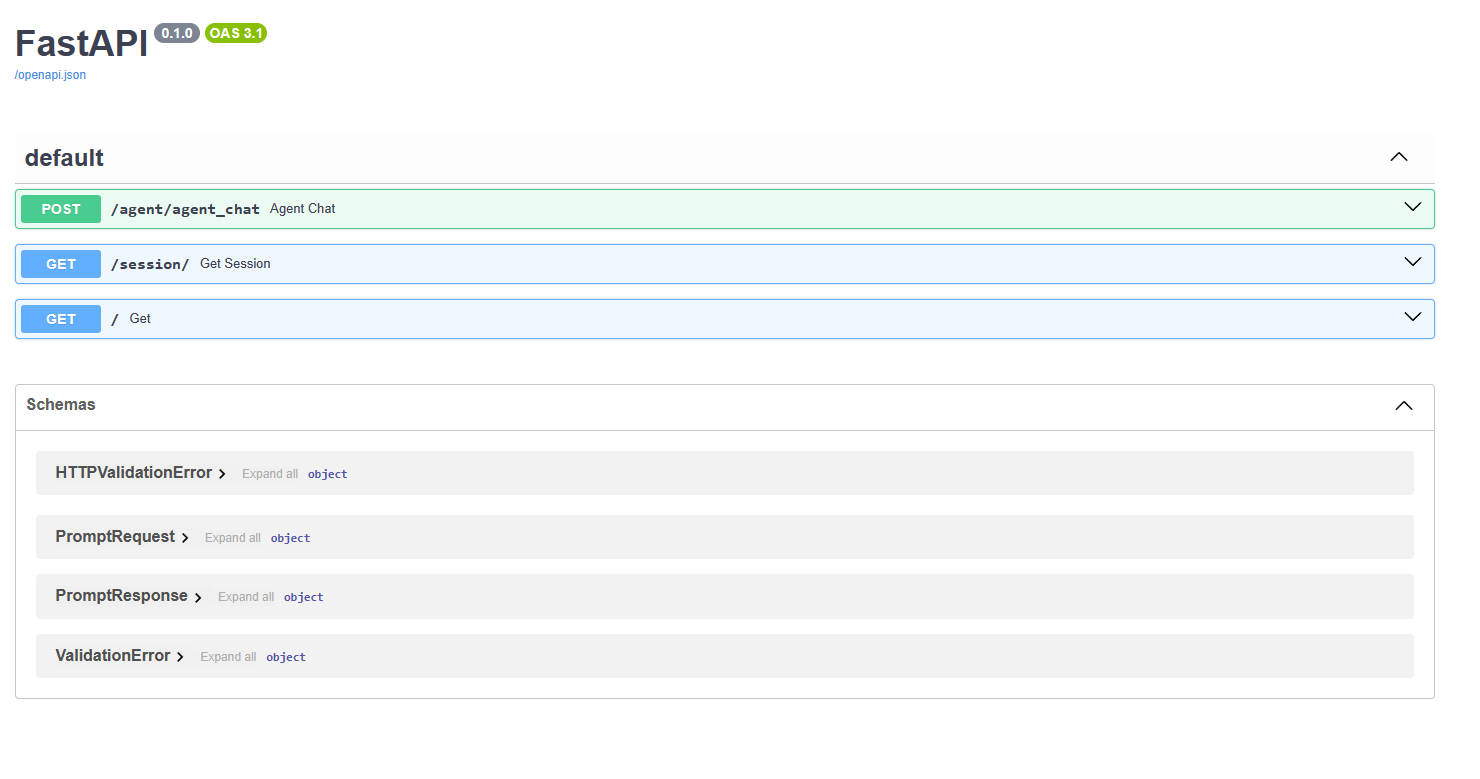 FastAPI 0.1.0 OAS 3.1
/openapi.json
default
POST /agent/agent_chat Agent Chat
GET /session/ Get Session
GET / Get
Schemas
HTTPValidationError Expand all object
PromptRequest Expand all object
PromptResponse Expand all object
ValidationError Expand all object